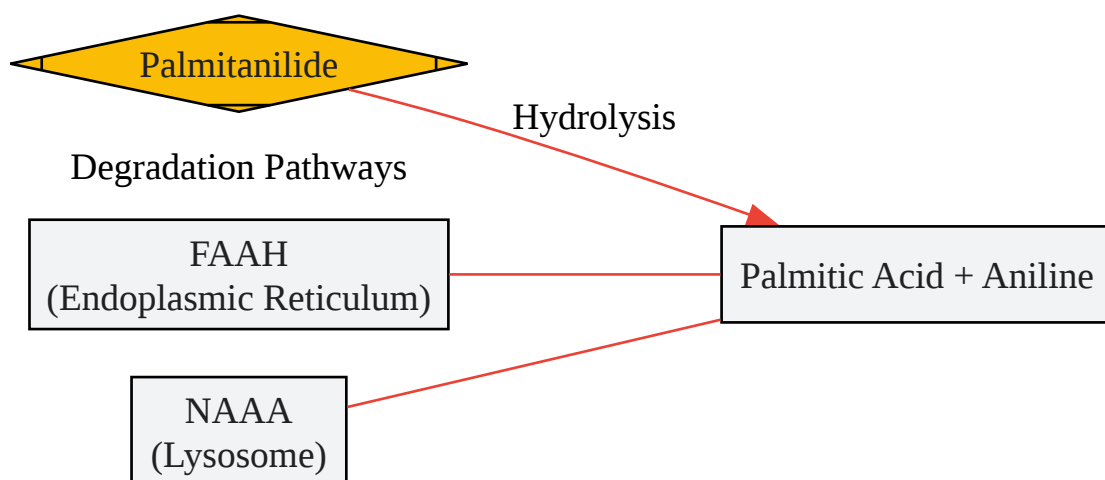 Palmitanilide
Hydrolysis
Degradation Pathways
FAAH
(Endoplasmic Reticulum)
Palmitic Acid + Aniline
NAAA
(Lysosome)